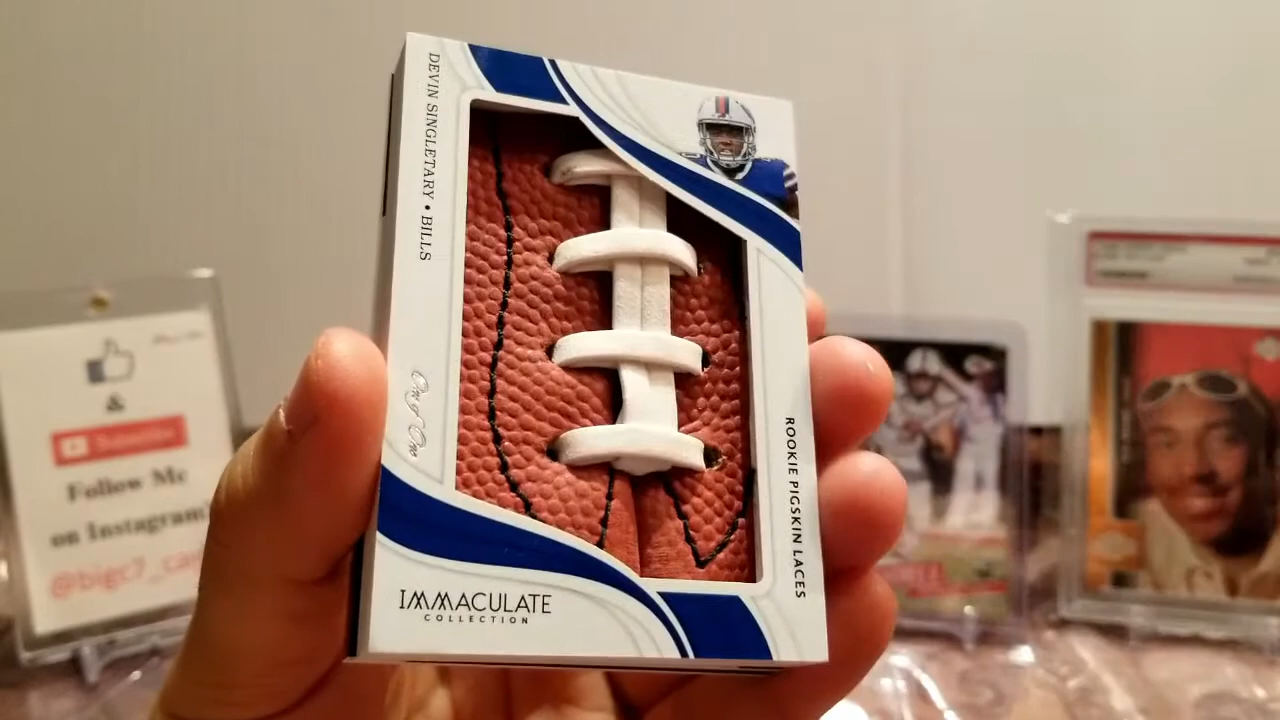 DEVIN SINGLETARY • BILLS
One of One
ROOKIE PIGSKIN LACES
IMMACULATE
COLLECTION
&
Follow Me
on Instagram!